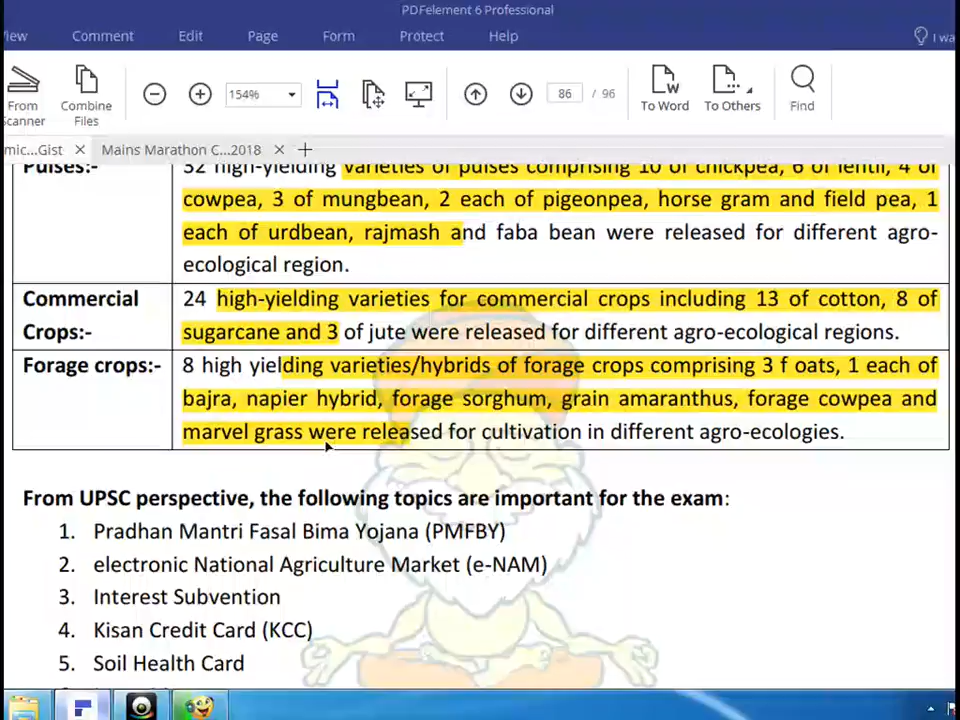 PDFelement 6 Professional
iew Comment Edit Page Form Protect Help I wa
From Scanner
Combine Files
154%
86 / 96
To Word
To Others
Find
mic...Gist × Mains Marathon C...2018 × +
Pulses:- 32 high-yielding varieties of pulses comprising 10 of chickpea, 6 of lentil, 4 of
cowpea, 3 of mungbean, 2 each of pigeonpea, horse gram and field pea, 1
each of urdbean, rajmash and faba bean were released for different agro-
ecological region.
Commercial Crops:- 24 high-yielding varieties for commercial crops including 13 of cotton, 8 of
sugarcane and 3 of jute were released for different agro-ecological regions.
Forage crops:- 8 high yielding varieties/hybrids of forage crops comprising 3 f oats, 1 each of
bajra, napier hybrid, forage sorghum, grain amaranthus, forage cowpea and
marvel grass were released for cultivation in different agro-ecologies.
From UPSC perspective, the following topics are important for the exam:
1. Pradhan Mantri Fasal Bima Yojana (PMFBY)
2. electronic National Agriculture Market (e-NAM)
3. Interest Subvention
4. Kisan Credit Card (KCC)
5. Soil Health Card